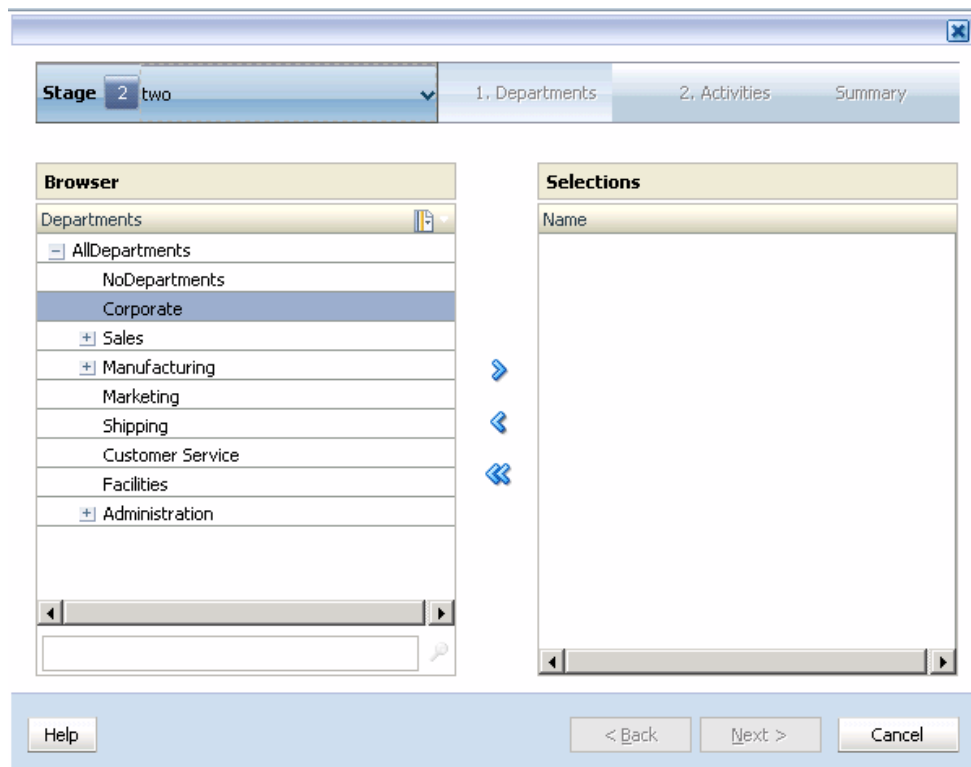 Stage 2 two 1. Departments 2. Activities Summary
Browser
Departments
AllDepartments
NoDepartments
Corporate
Sales
Manufacturing
Marketing
Shipping
Customer Service
Facilities
Administration
Selections
Name
Help < Back Next > Cancel